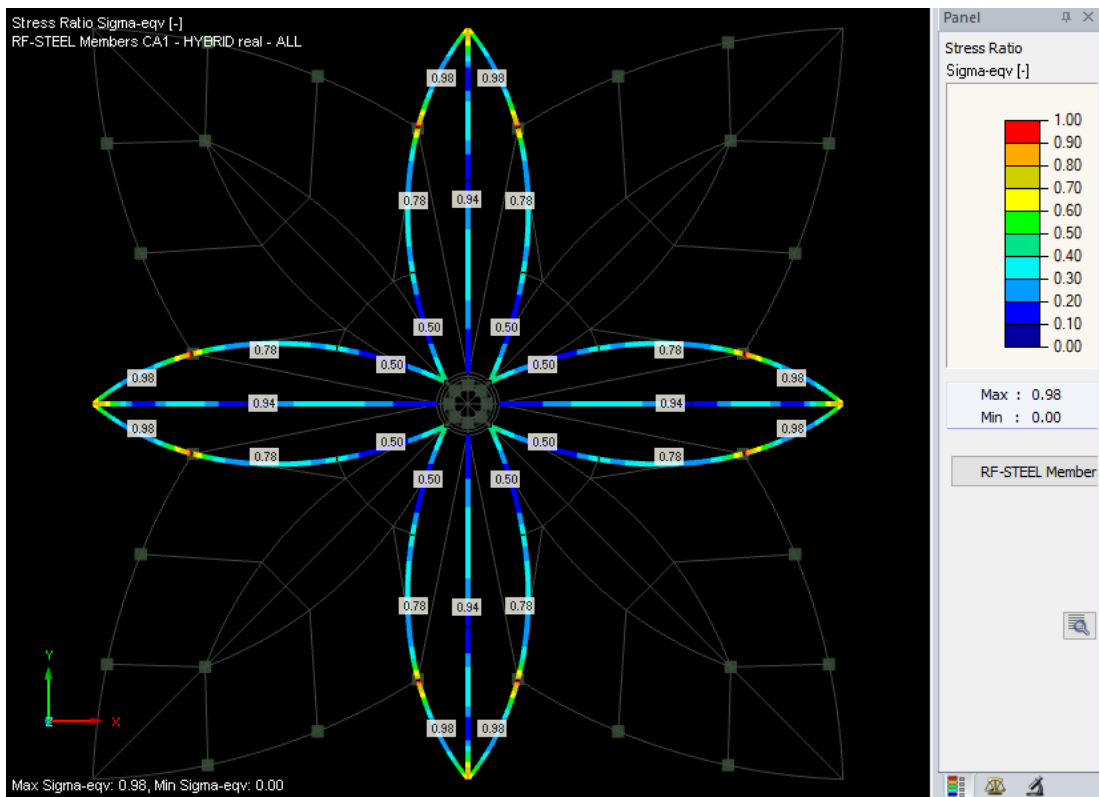 Stress Ratio Sigma-eqv [-]
RF-STEEL Members CA1 - HYBRID real - ALL
0.98 0.98
0.78 0.94 0.78
0.50 0.50
0.78 0.50 0.50 0.78
0.98 0.98
0.94 0.94
0.98 0.98
0.78 0.50 0.50 0.78
0.50 0.50
0.78 0.94 0.78
0.98 0.98
Y
Z X
Max Sigma-eqv: 0.98, Min Sigma-eqv: 0.00
Panel
Stress Ratio
Sigma-eqv [-]
1.00
0.90
0.80
0.70
0.60
0.50
0.40
0.30
0.20
0.10
0.00
Max : 0.98
Min : 0.00
RF-STEEL Member